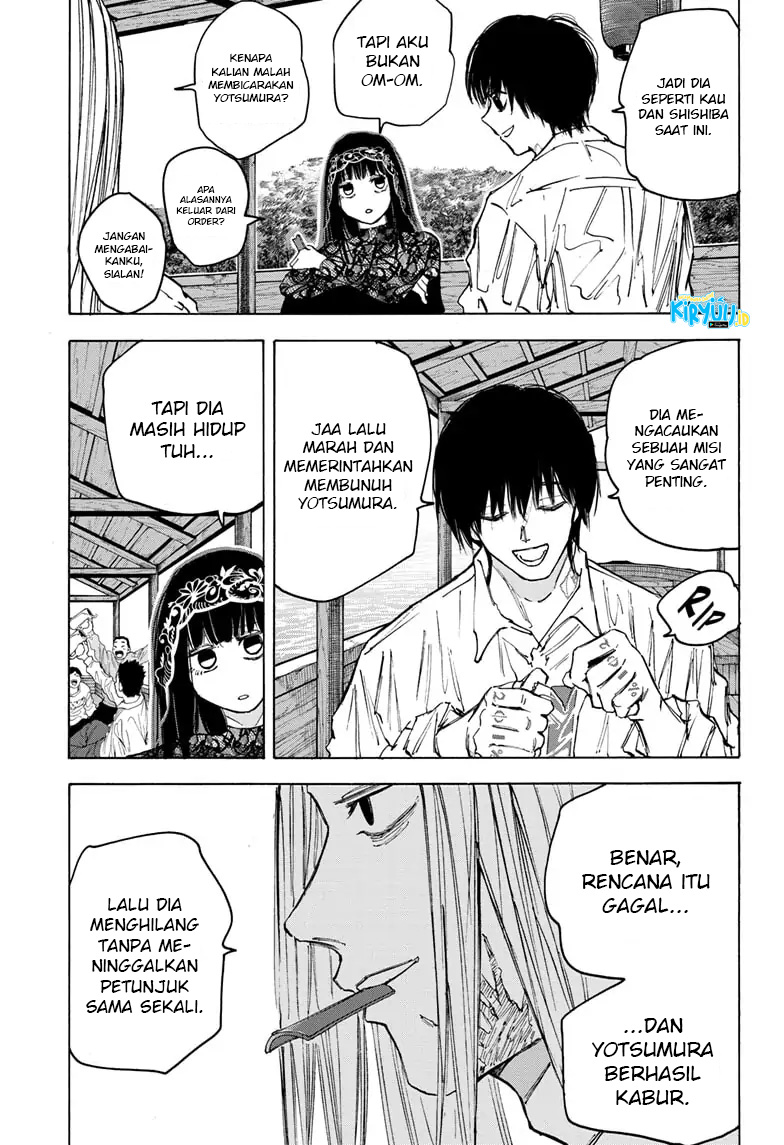 JADI DIA
SEPERTI KAU
DAN SHISHIBA
SAAT INI.
TAPI AKU
BUKAN
OM-OM.
KENAPA
KALIAN MALAH
MEMBICARAKAN
YOTSUMURA?
APA
ALASANNYA
KELUAR DARI
ORDER?
JANGAN
MENGABAI-
KANKU,
SIALAN!
KIRYUU.ID
DIA ME-
NGACAUKAN
SEBUAH MISI
YANG SANGAT
PENTING.
RIP
JAA LALU
MARAH DAN
MEMERINTAHKAN
MEMBUNUH
YOTSUMURA.
TAPI DIA
MASIH HIDUP
TUH...
BENAR,
RENCANA ITU
GAGAL...
...DAN
YOTSUMURA
BERHASIL
KABUR.
LALU DIA
MENGHILANG
TANPA ME-
NINGGALKAN
PETUNJUK
SAMA SEKALI.